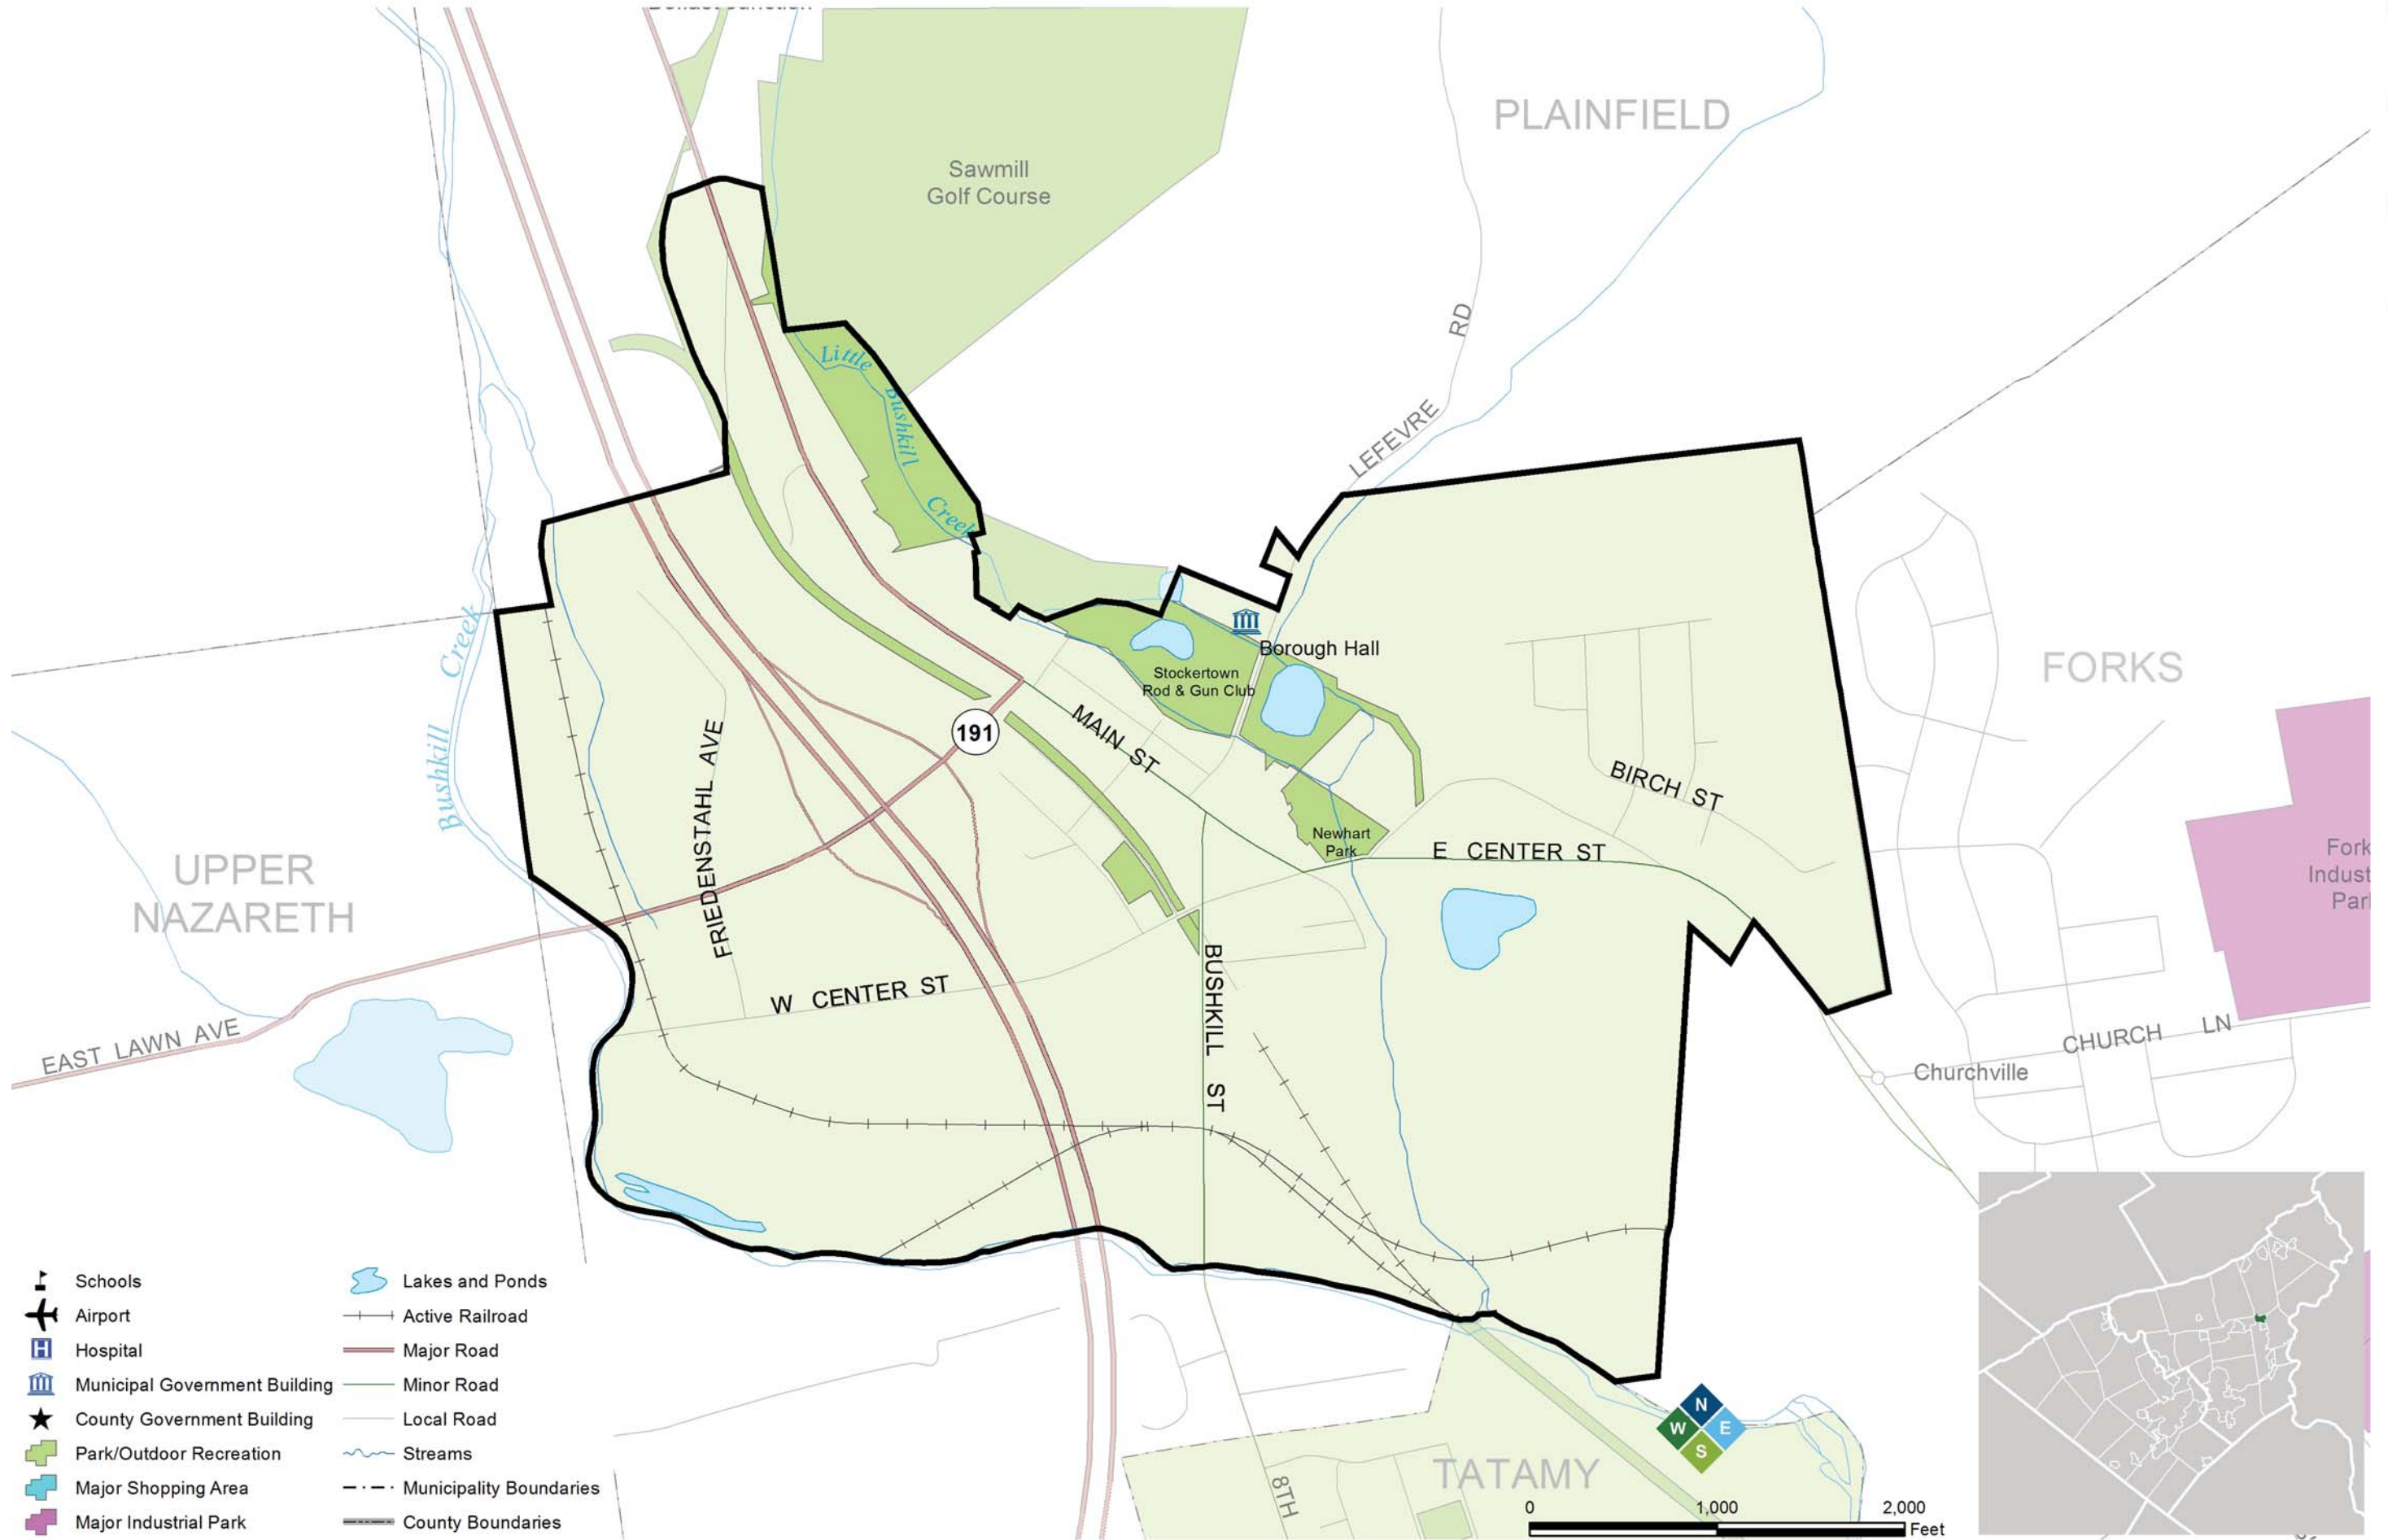 PLAINFIELD
Sawmill
Golf Course
RD
LEFEVRE
Little
Bushkill
Creek
Borough Hall
Stockertown
Rod & Gun Club
FORKS
Creek
Bushkill
191
MAIN ST
FRIEDENSTAHL AVE
BIRCH ST
Newhart
Park
E CENTER ST
UPPER
NAZARETH
W CENTER ST
BUSHKILL ST
EAST LAWN AVE
CHURCH LN
Churchville
8TH
TATAMY
N
W E
S
0 1,000 2,000
Feet
Schools
Airport
H Hospital
Municipal Government Building
County Government Building
Park/Outdoor Recreation
Major Shopping Area
Major Industrial Park
Lakes and Ponds
Active Railroad
Major Road
Minor Road
Local Road
Streams
Municipality Boundaries
County Boundaries